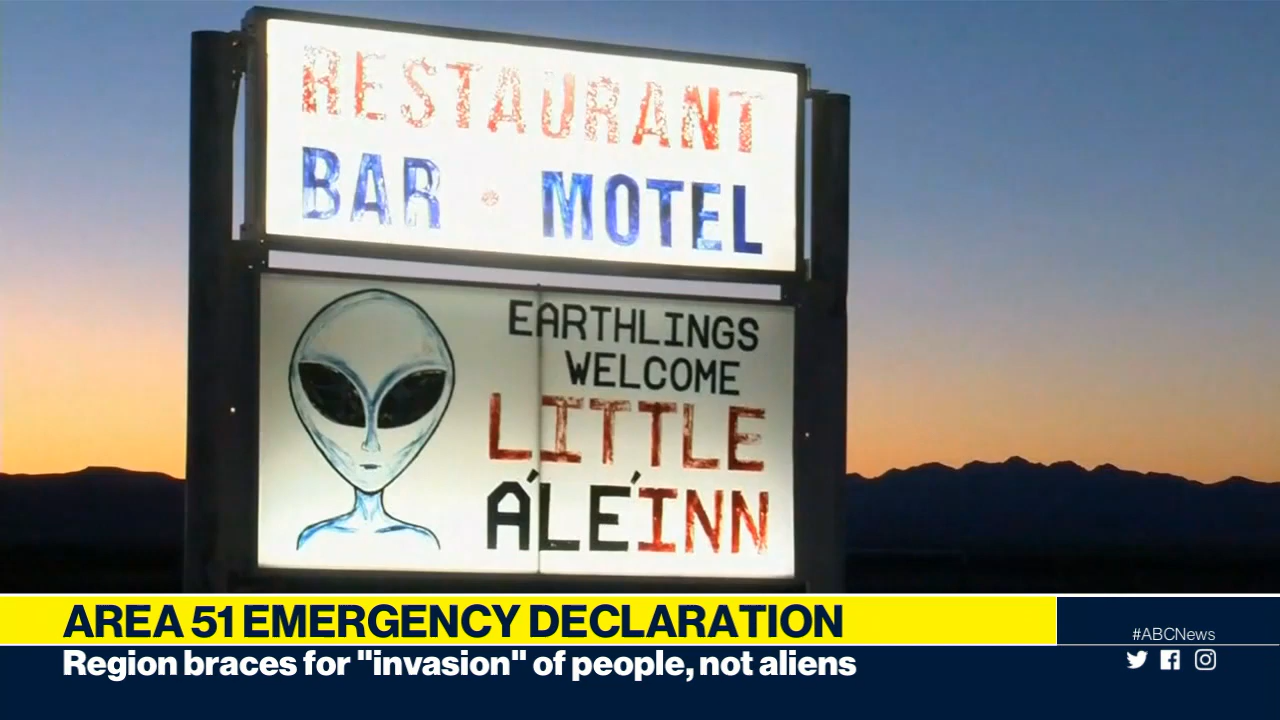 RESTAURANT
BAR • MOTEL
EARTHLINGS
WELCOME
LITTLE
A'LE'INN
AREA 51 EMERGENCY DECLARATION
#ABCNews
Region braces for "invasion" of people, not aliens